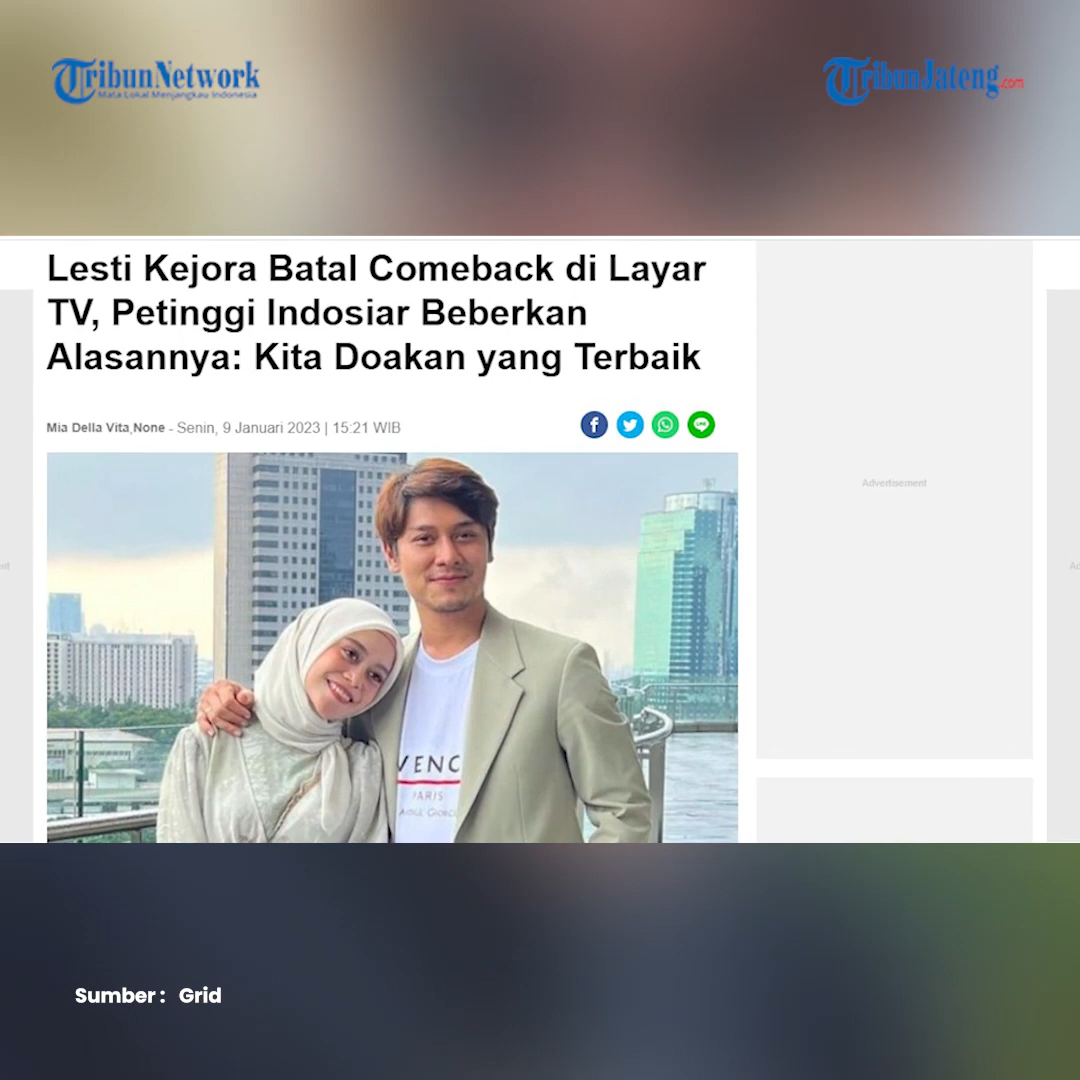 TribunNetwork
Mata Lokal Menjangkau Indonesia
TribunJateng.com
Lesti Kejora Batal Comeback di Layar
TV, Petinggi Indosiar Beberkan
Alasannya: Kita Doakan yang Terbaik
Mia Della Vita,None - Senin, 9 Januari 2023 | 15:21 WIB
Advertisement
VENC
PARIS
Sumber : Grid